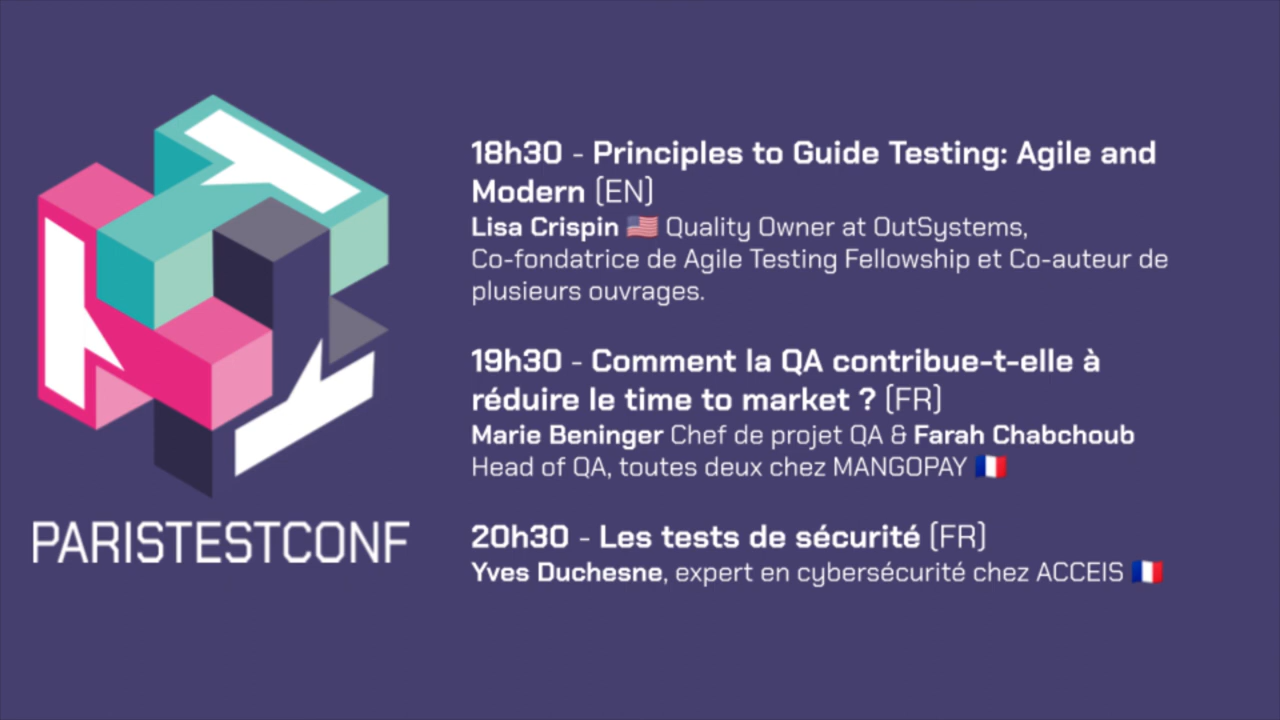 PARISTESTCONF
18h30 - Principles to Guide Testing: Agile and
Modern (EN)
Lisa Crispin 🇺🇸 Quality Owner at OutSystems,
Co-fondatrice de Agile Testing Fellowship et Co-auteur de
plusieurs ouvrages.
19h30 - Comment la QA contribue-t-elle à
réduire le time to market ? (FR)
Marie Beninger Chef de projet QA & Farah Chabchoub
Head of QA, toutes deux chez MANGOPAY 🇫🇷
20h30 - Les tests de sécurité (FR)
Yves Duchesne, expert en cybersécurité chez ACCEIS 🇫🇷